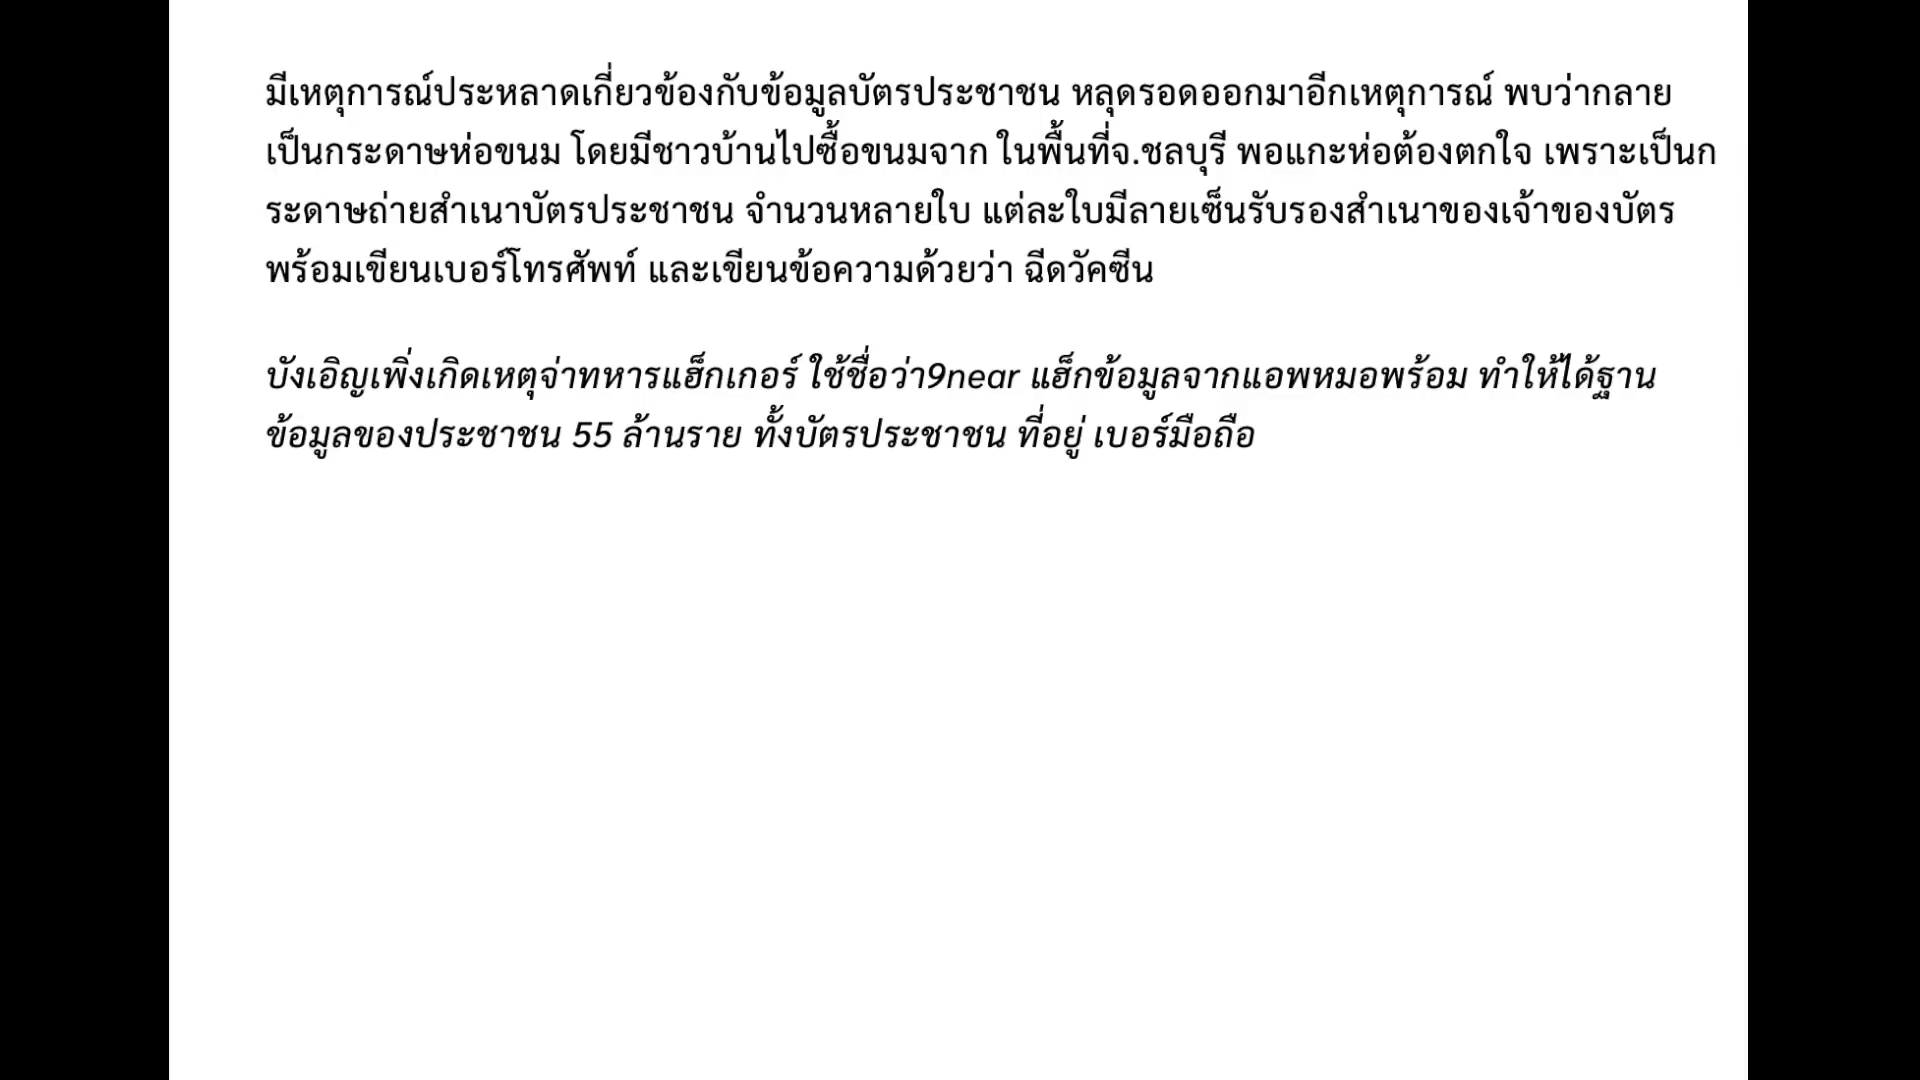 มีเหตุการณ์ประหลาดเกี่ยวข้องกับข้อมูลบัตรประชาชน หลุดรอดออกมาอีกเหตุการณ์ พบว่ากลาย
เป็นกระดาษห่อขนม โดยมีชาวบ้านไปซื้อขนมจาก ในพื้นที่จ.ชลบุรี พอแกะห่อต้องตกใจ เพราะเป็นก
ระดาษถ่ายสำเนาบัตรประชาชน จำนวนหลายใบ แต่ละใบมีลายเซ็นรับรองสำเนาของเจ้าของบัตร
พร้อมเขียนเบอร์โทรศัพท์ และเขียนข้อความด้วยว่า ฉีดวัคซีน
บังเอิญเพิ่งเกิดเหตุจ่าทหารแฮ็กเกอร์ ใช้ชื่อว่า9near แฮ็กข้อมูลจากแอพหมอพร้อม ทำให้ได้ฐาน
ข้อมูลของประชาชน 55 ล้านราย ทั้งบัตรประชาชน ที่อยู่ เบอร์มือถือ